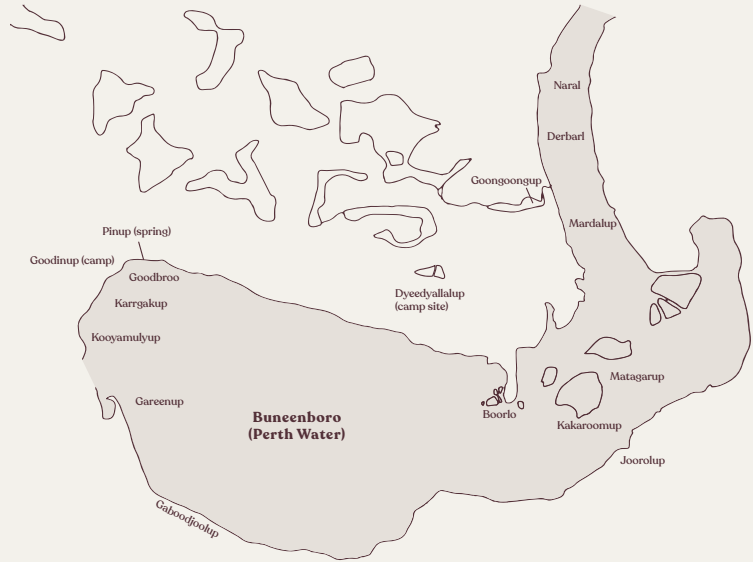 Naral
Derbarl
Goongoongup
Mardalup
Pinup (spring)
Goodinup (camp)
Goodbroo
Dyeedyallalup
(camp site)
Karrgakup
Kooyamulyup
Matagarup
Gareenup
Boorlo
Buneenboro
(Perth Water)
Kakaroomup
Joorolup
Gaboodjoolup